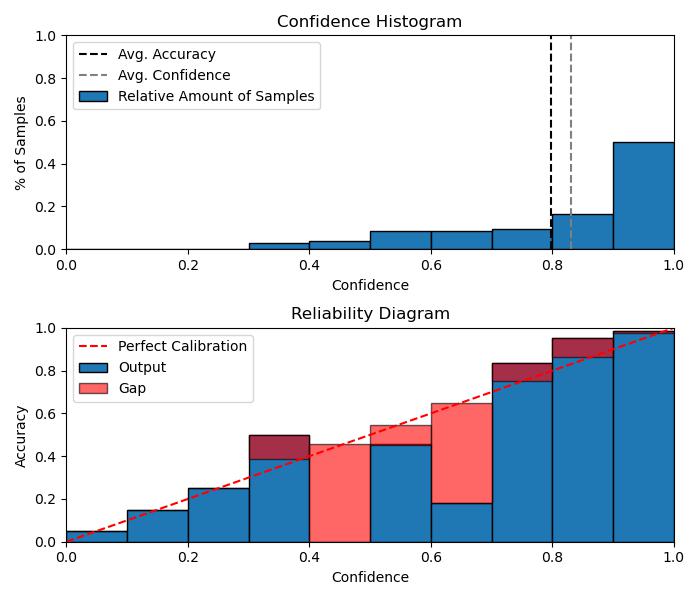 Confidence Histogram
1.0
0.8
0.6
0.4
0.2
0.0
% of Samples
Avg. Accuracy
Avg. Confidence
Relative Amount of Samples
0.0 0.2 0.4 0.6 0.8 1.0
Confidence
Reliability Diagram
1.0
0.8
0.6
0.4
0.2
0.0
Accuracy
Perfect Calibration
Output
Gap
0.0 0.2 0.4 0.6 0.8 1.0
Confidence